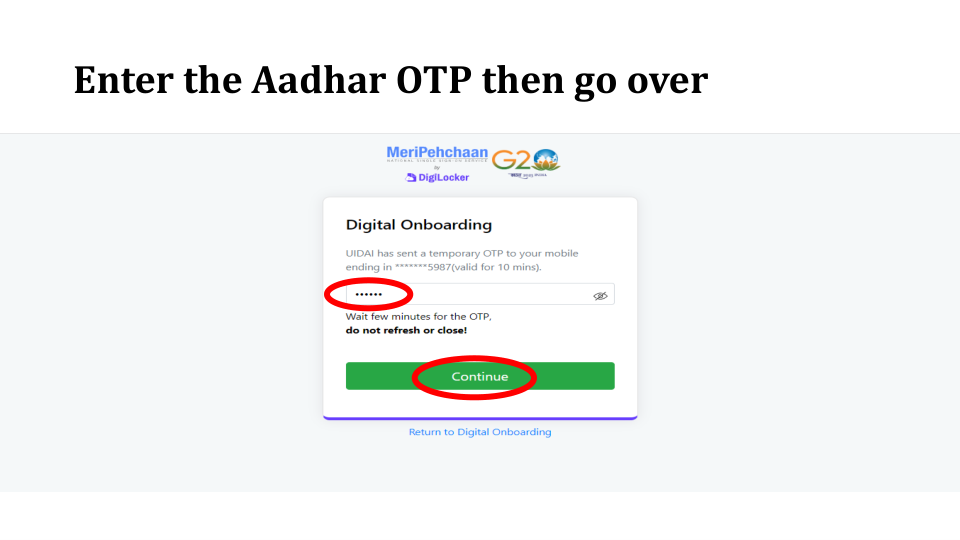 Enter the Aadhar OTP then go over
MeriPehchaan
NATIONAL SINGLE SIGN-ON SERVICE
by
DigiLocker
G20
Digital Onboarding
UIDAI has sent a temporary OTP to your mobile
ending in *******5987(valid for 10 mins).
••••••
Wait few minutes for the OTP,
do not refresh or close!
Continue
Return to Digital Onboarding